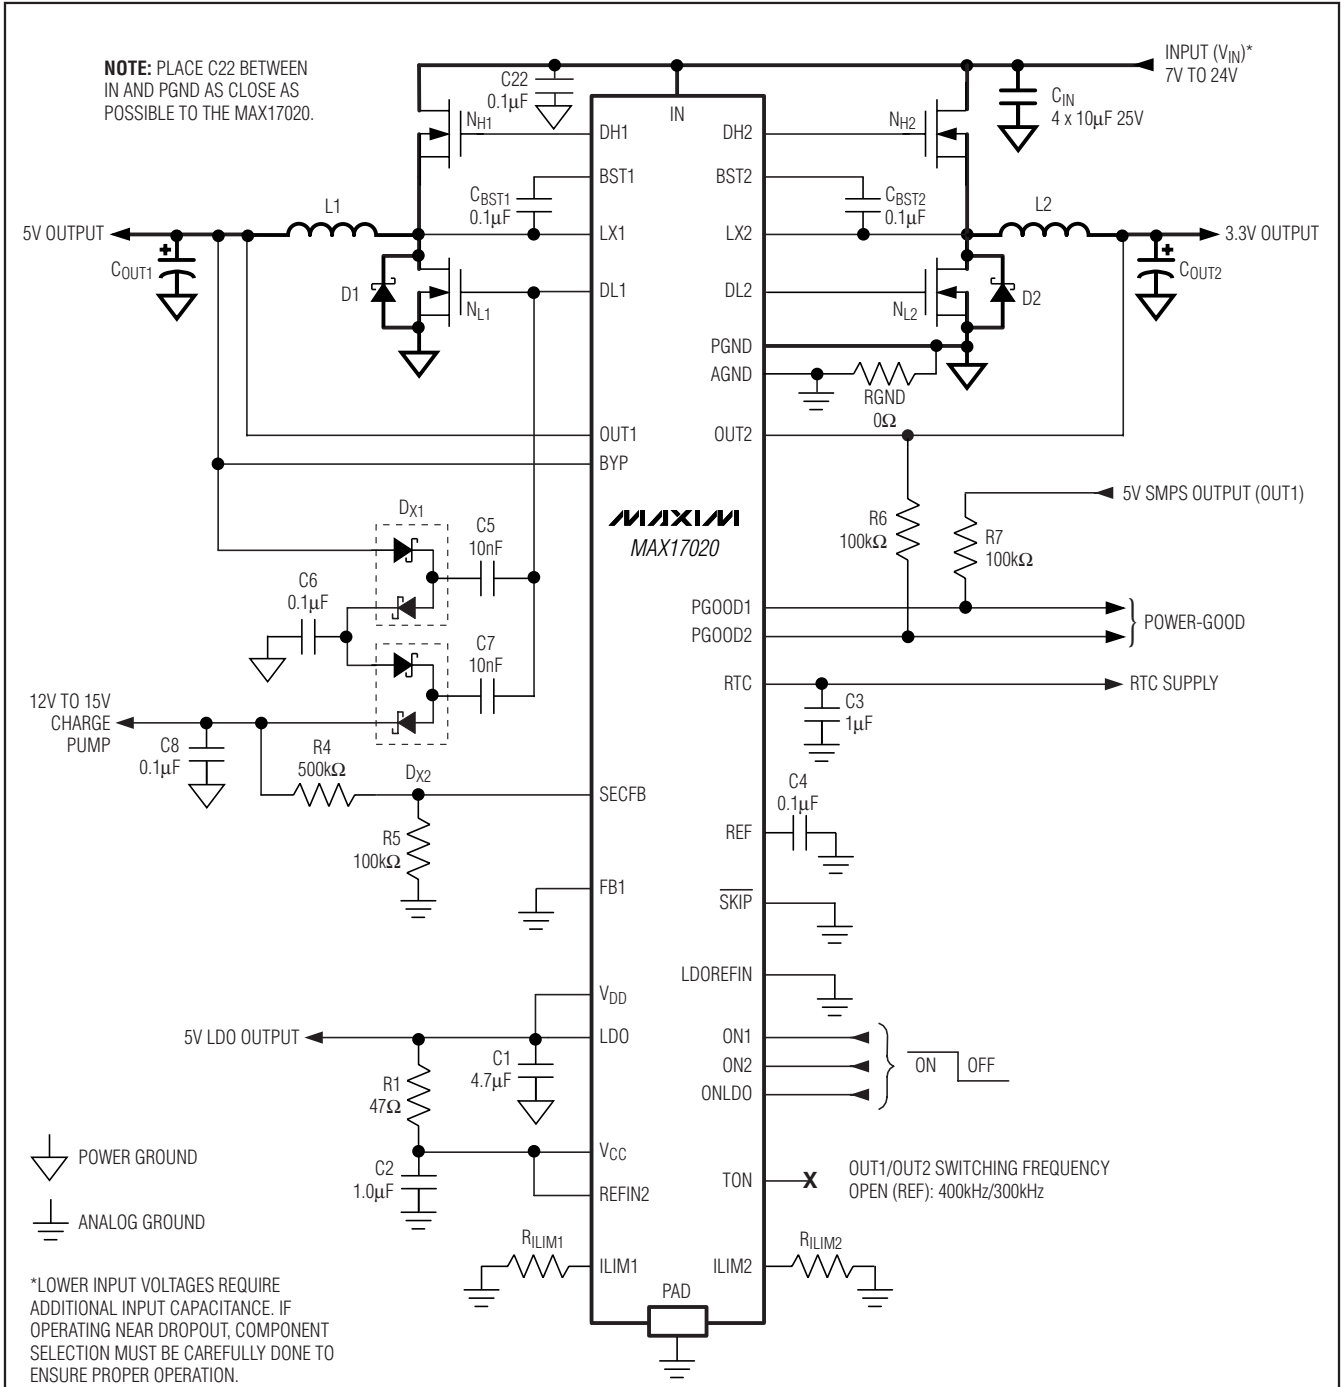 NOTE: PLACE C22 BETWEEN
IN AND PGND AS CLOSE AS
POSSIBLE TO THE MAX17020.
INPUT (VIN)*
7V TO 24V
C22
0.1µF
CIN
4 x 10µF 25V
IN
NH1
DH1
DH2
NH2
BST1
BST2
CBST1
0.1µF
CBST2
0.1µF
5V OUTPUT
L1
LX1
LX2
L2
3.3V OUTPUT
+
COUT1
+
COUT2
D1
NL1
DL1
DL2
NL2
D2
PGND
AGND
RGND
0Ω
OUT1
OUT2
BYP
MAXIM
MAX17020
5V SMPS OUTPUT (OUT1)
DX1
C5
10nF
R6
100kΩ
R7
100kΩ
C6
0.1µF
PGOOD1
PGOOD2
POWER-GOOD
C7
10nF
RTC
RTC SUPPLY
12V TO 15V
CHARGE
PUMP
C3
1µF
C8
0.1µF
R4
500kΩ
DX2
SECFB
C4
0.1µF
REF
R5
100kΩ
FB1
SKIP
LDOREFIN
VDD
5V LDO OUTPUT
LDO
ON1
ON2
ONLDO
ON
OFF
C1
4.7µF
R1
47Ω
VCC
C2
1.0µF
REFIN2
TON
X
OUT1/OUT2 SWITCHING FREQUENCY
OPEN (REF): 400kHz/300kHz
POWER GROUND
ANALOG GROUND
RILIM1
ILIM1
ILIM2
RILIM2
PAD
*LOWER INPUT VOLTAGES REQUIRE
ADDITIONAL INPUT CAPACITANCE. IF
OPERATING NEAR DROPOUT, COMPONENT
SELECTION MUST BE CAREFULLY DONE TO
ENSURE PROPER OPERATION.